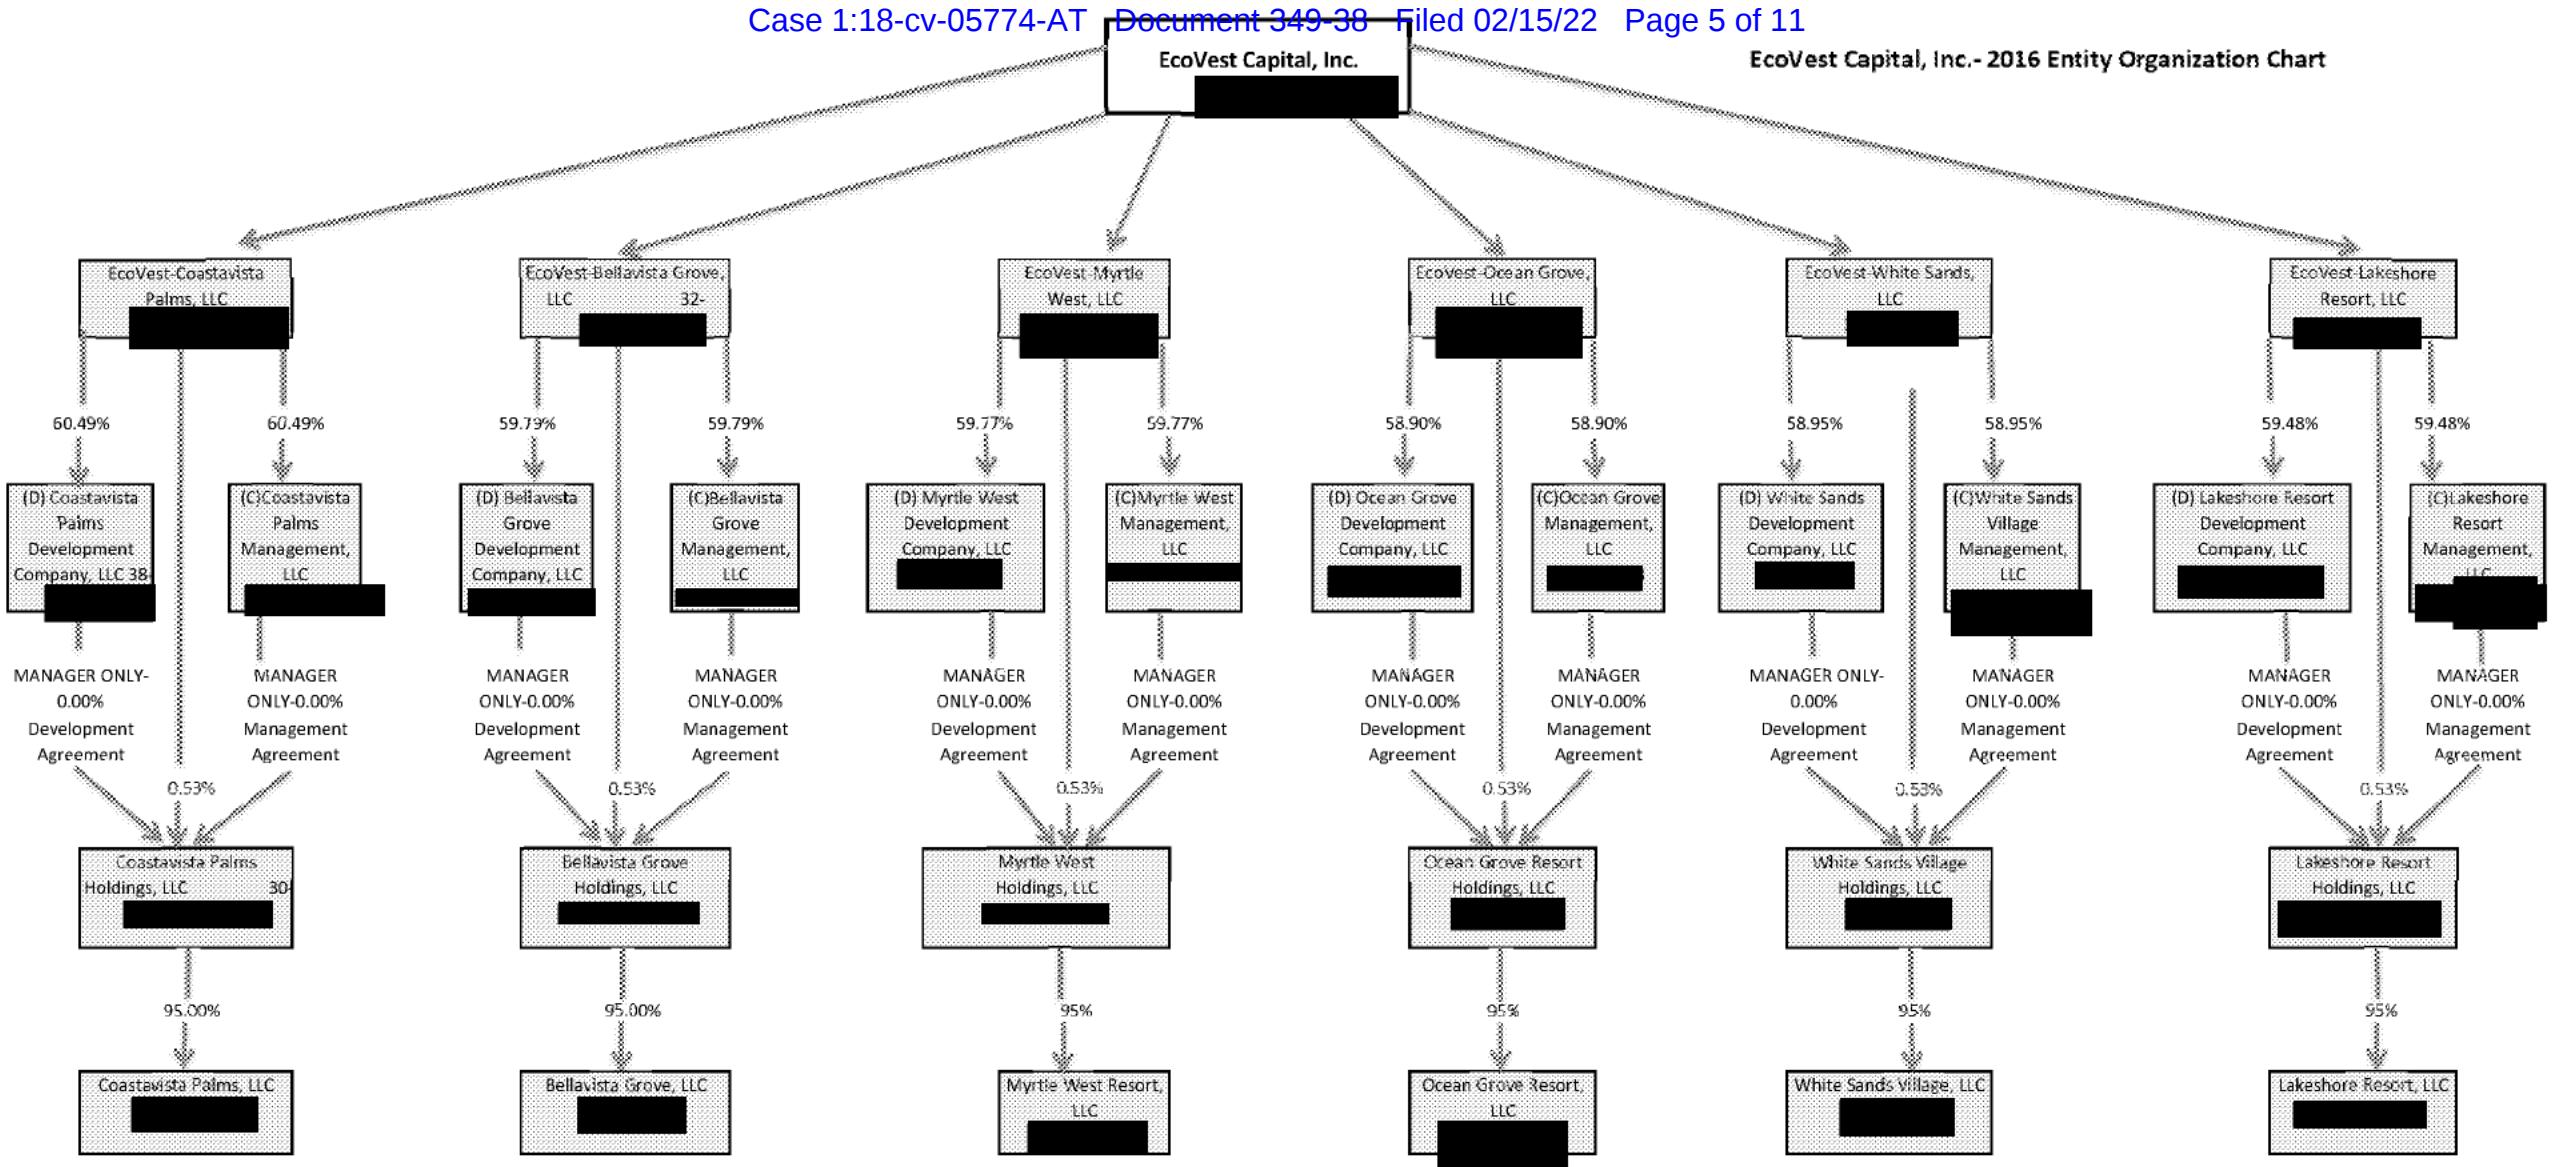 Case 1:18-cv-05774-AT Document 349-38 Filed 02/15/22 Page 5 of 11
EcoVest Capital, Inc.
EcoVest Capital, Inc.- 2016 Entity Organization Chart
EcoVest-Coastavista
Palms, LLC
EcoVest-Bellavista Grove,
LLC 32-
EcoVest-Myrtle
West, LLC
EcoVest-Ocean Grove,
LLC
EcoVest-White Sands,
LLC
EcoVest-Lakeshore
Resort, LLC
60.49%
60.49%
59.79%
59.79%
59.77%
59.77%
58.90%
58.90%
58.95%
58.95%
59.48%
59.48%
(D) Coastavista
Palms
Development
Company, LLC 38-
(C)Coastavista
Palms
Management,
LLC
(D) Bellavista
Grove
Development
Company, LLC
(C)Bellavista
Grove
Management,
LLC
(D) Myrtle West
Development
Company, LLC
(C)Myrtle West
Management,
LLC
(D) Ocean Grove
Development
Company, LLC
(C)Ocean Grove
Management,
LLC
(D) White Sands
Development
Company, LLC
(C)White Sands
Village
Management,
LLC
(D) Lakeshore Resort
Development
Company, LLC
(C)Lakeshore
Resort
Management,
LLC
MANAGER ONLY-
0.00%
Development
Agreement
MANAGER
ONLY-0.00%
Management
Agreement
MANAGER
ONLY-0.00%
Development
Agreement
MANAGER
ONLY-0.00%
Management
Agreement
MANAGER
ONLY-0.00%
Development
Agreement
MANAGER
ONLY-0.00%
Management
Agreement
MANAGER
ONLY-0.00%
Development
Agreement
MANAGER
ONLY-0.00%
Management
Agreement
MANAGER ONLY-
0.00%
Development
Agreement
MANAGER
ONLY-0.00%
Management
Agreement
MANAGER
ONLY-0.00%
Development
Agreement
MANAGER
ONLY-0.00%
Management
Agreement
0.53%
0.53%
0.53%
0.53%
0.53%
0.53%
Coastavista Palms
Holdings, LLC 30-
Bellavista Grove
Holdings, LLC
Myrtle West
Holdings, LLC
Ocean Grove Resort
Holdings, LLC
White Sands Village
Holdings, LLC
Lakeshore Resort
Holdings, LLC
95.00%
95.00%
95%
95%
95%
95%
Coastavista Palms, LLC
Bellavista Grove, LLC
Myrtle West Resort,
LLC
Ocean Grove Resort,
LLC
White Sands Village, LLC
Lakeshore Resort, LLC